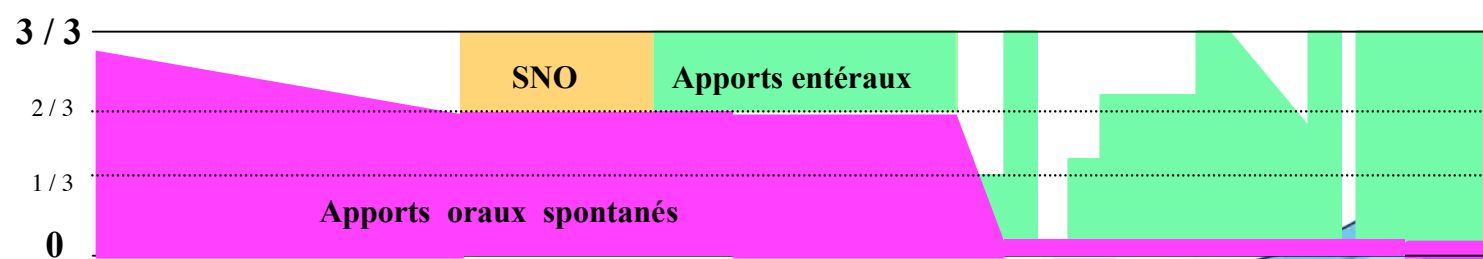 3 / 3
SNO Apports entéraux
2 / 3
1 / 3
Apports oraux spontanés
0